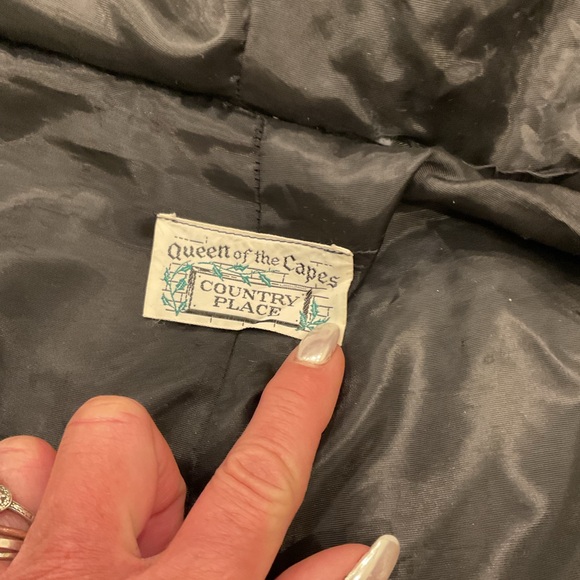 Queen of the Capes
COUNTRY
PLACE